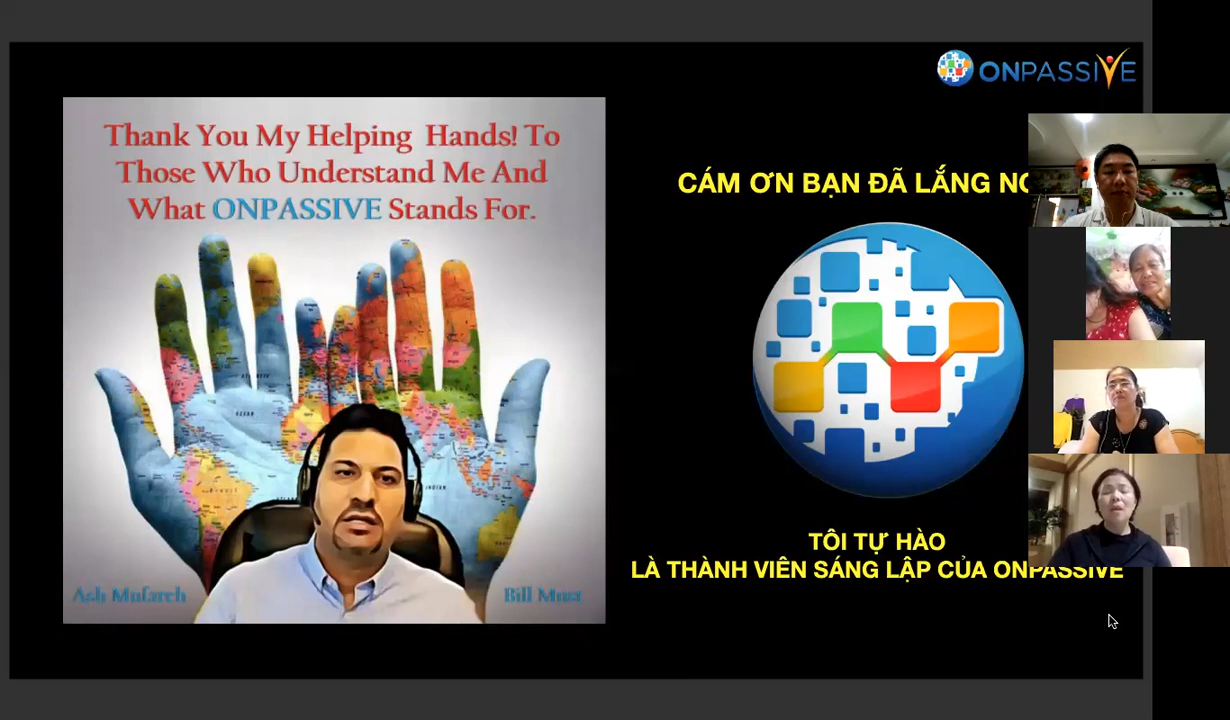 ONPASSIVE
Thank You My Helping Hands! To
Those Who Understand Me And
What ONPASSIVE Stands For.
Ash Mufareh
Bill Must
CÁM ƠN BẠN ĐÃ LẮNG
TÔI TỰ HÀO
LÀ THÀNH VIÊN SÁNG LẬP CỦA ONPASSIVE